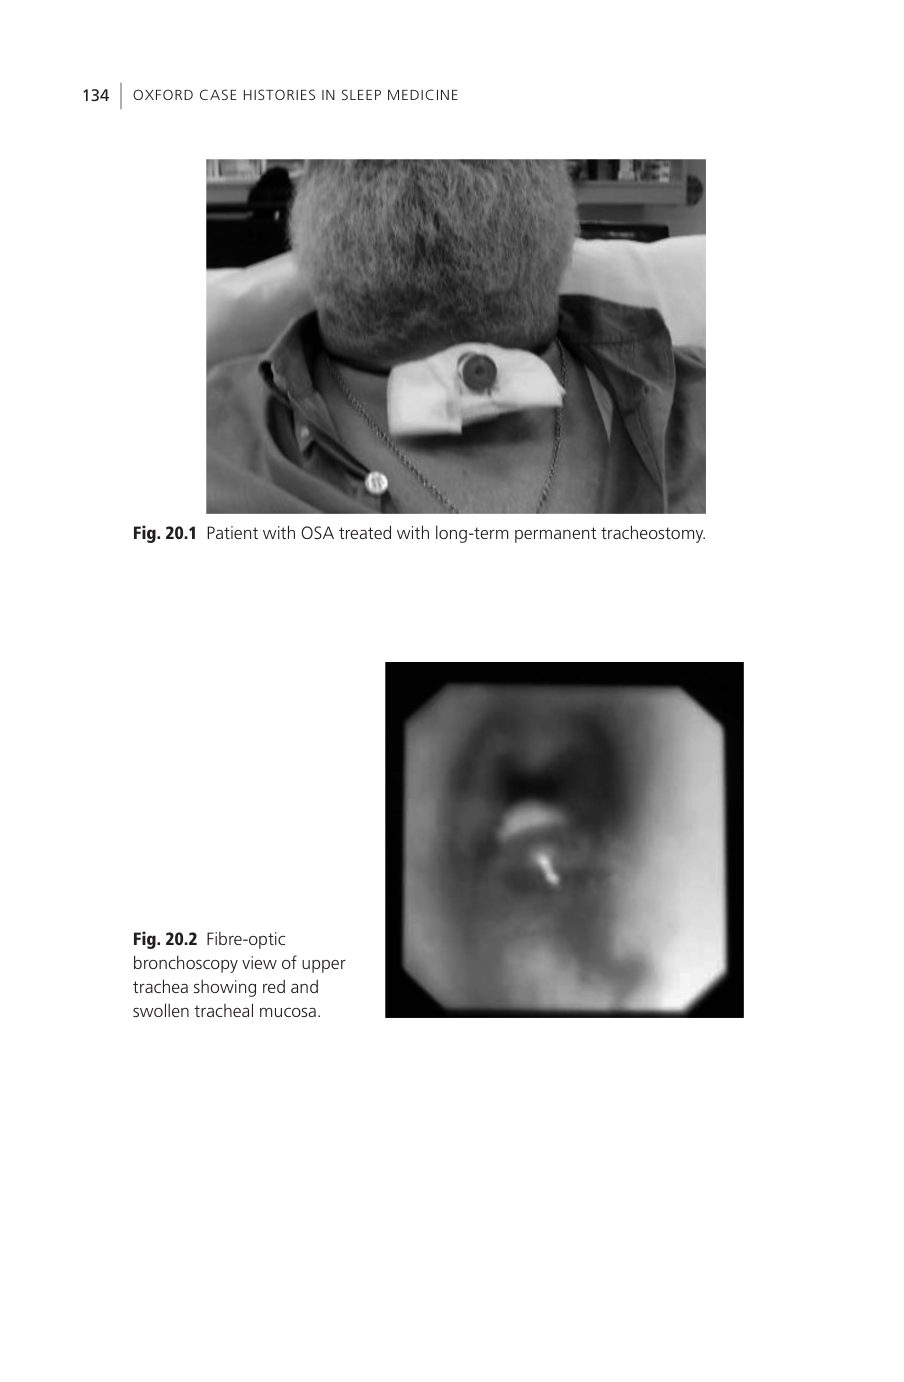 134 OXFORD CASE HISTORIES IN SLEEP MEDICINE
Fig. 20.1 Patient with OSA treated with long-term permanent tracheostomy.
Fig. 20.2 Fibre-optic
bronchoscopy view of upper
trachea showing red and
swollen tracheal mucosa.